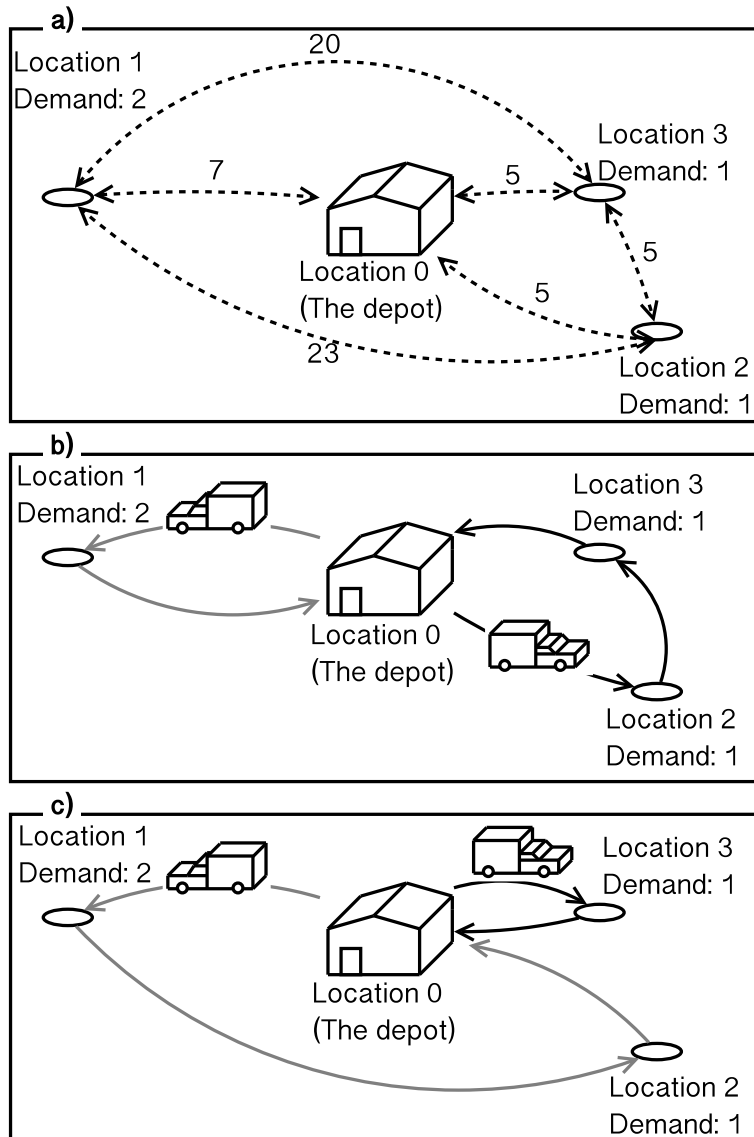 a)
20
Location 1
Demand: 2
Location 3
Demand: 1
7
5
Location 0
(The depot)
5
5
23
Location 2
Demand: 1
b)
Location 1
Demand: 2
Location 3
Demand: 1
Location 0
(The depot)
Location 2
Demand: 1
c)
Location 1
Demand: 2
Location 3
Demand: 1
Location 0
(The depot)
Location 2
Demand: 1